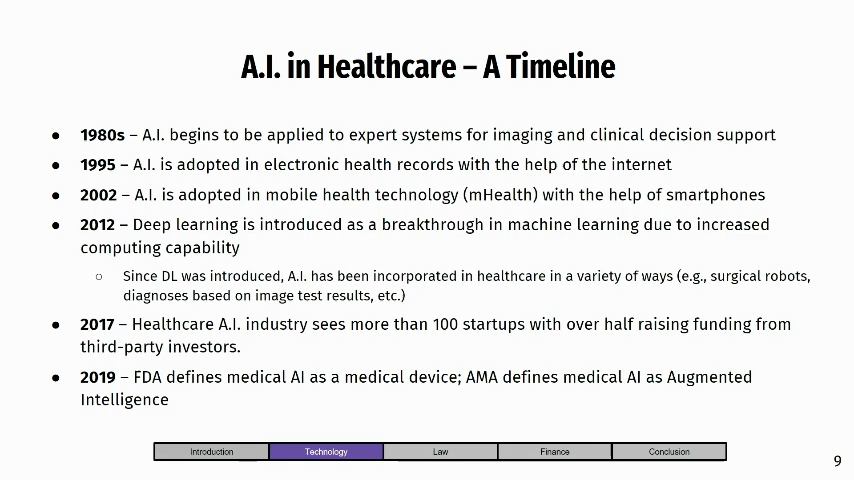 A.I. in Healthcare – A Timeline
● 1980s – A.I. begins to be applied to expert systems for imaging and clinical decision support
● 1995 – A.I. is adopted in electronic health records with the help of the internet
● 2002 – A.I. is adopted in mobile health technology (mHealth) with the help of smartphones
● 2012 – Deep learning is introduced as a breakthrough in machine learning due to increased
computing capability
○ Since DL was introduced, A.I. has been incorporated in healthcare in a variety of ways (e.g., surgical robots,
diagnoses based on image test results, etc.)
● 2017 – Healthcare A.I. industry sees more than 100 startups with over half raising funding from
third-party investors.
● 2019 – FDA defines medical AI as a medical device; AMA defines medical AI as Augmented
Intelligence
Introduction Technology Law Finance Conclusion
9